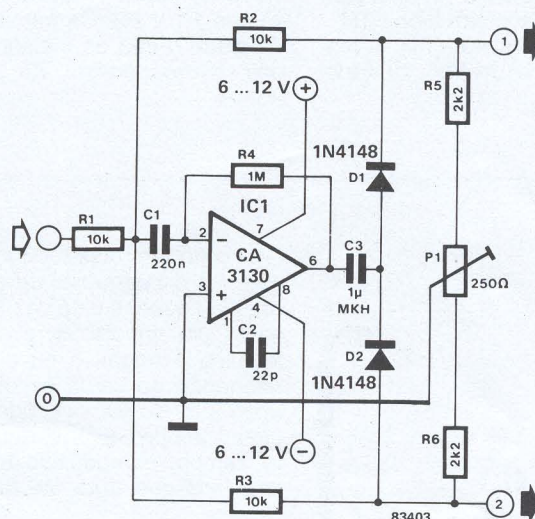 R2
10k
1
6 ... 12 V +
R5
2k2
1N4148
R4
1M
D1
IC1
R1
10k
C1
220n
2
−
7
CA
3130
6
C3
1µ
MKH
P1
250Ω
3
+
1
4
8
C2
22p
D2
1N4148
0
R6
2k2
6 ... 12 V −
R3
10k
2
83403